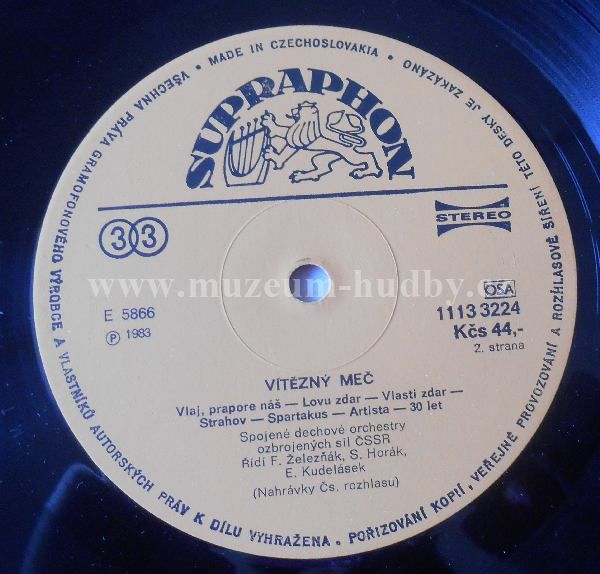 VŠECHNA PRÁVA GRAMOFONOVÉHO VÝROBCE A VLASTNÍKŮ AUTORSKÝCH PRÁV K DÍLU VYHRAŽENA • POŘIZOVÁNÍ KOPIÍ, VEŘEJNÉ PROVOZOVÁNÍ A ROZHLASOVÉ ŠÍŘENÍ TÉTO DESKY JE ZAKÁZÁNO • MADE IN CZECHOSLOVAKIA •
SUPRAPHON
33
STEREO
www.muzeum-hudby.cz
OSA
E 5866
Ⓟ 1983
1113 3224
Kčs 44,-
2. strana
VÍTĚZNÝ MEČ
Vlaj, prapore náš — Lovu zdar — Vlasti zdar —
Strahov — Spartakus — Artista — 30 let
Spojené dechové orchestry
ozbrojených sil ČSSR
Řídí F. Železňák, S. Horák,
E. Kudelásek
(Nahrávky Čs. rozhlasu)